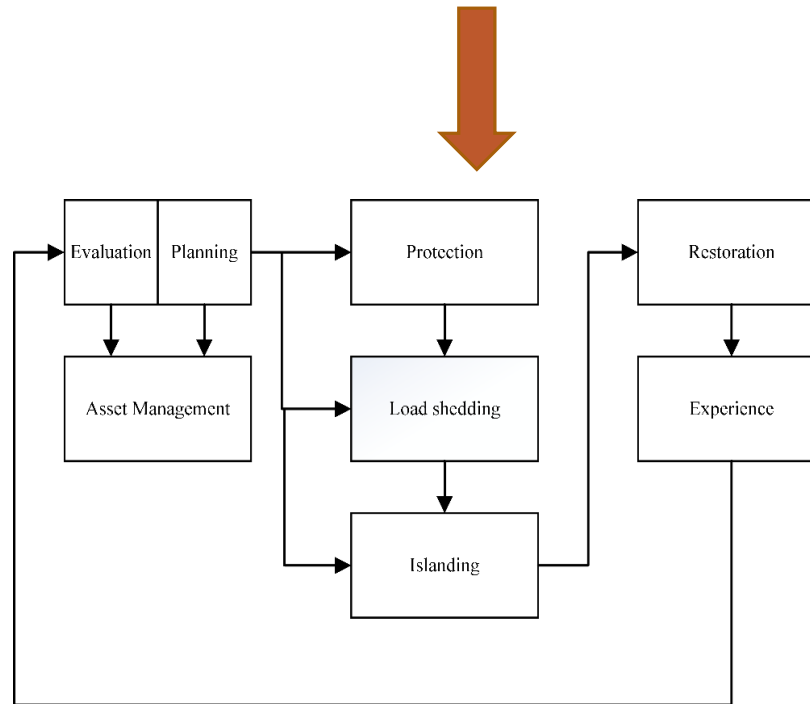 Evaluation
Planning
Protection
Restoration
Asset Management
Load shedding
Experience
Islanding